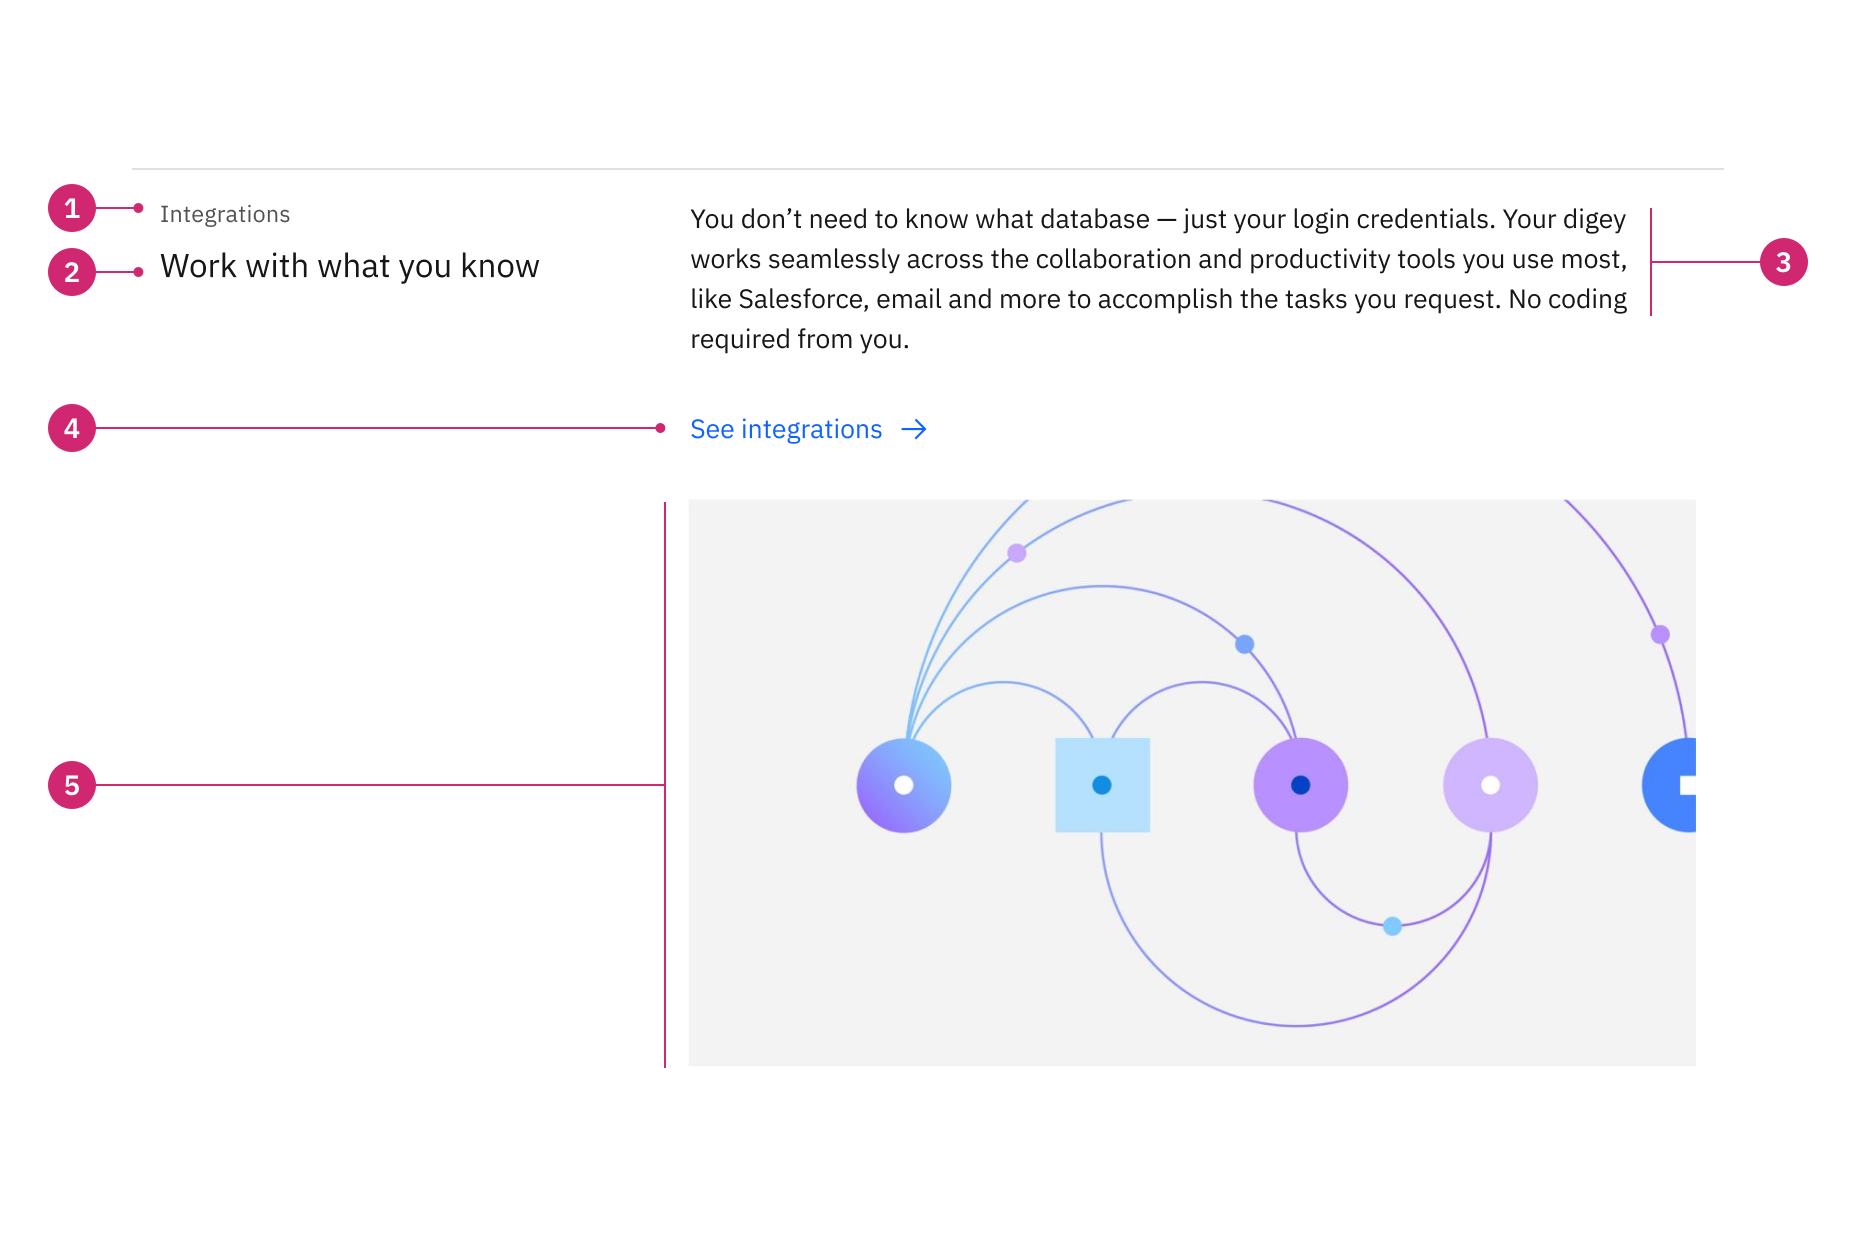 1
Integrations
2
Work with what you know
You don’t need to know what database — just your login credentials. Your digey
works seamlessly across the collaboration and productivity tools you use most,
like Salesforce, email and more to accomplish the tasks you request. No coding
required from you.
3
4
See integrations →
5